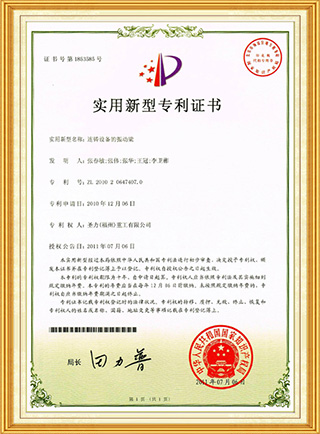 证书号第1853585号
实用新型专利证书
实用新型名称：连铸设备的振动梁
发 明 人：张春敏;张伟;张华;王冠;李卫彬
专 利 号：ZL 2010 2 0647407.0
专利申请日：2010年12月06日
专 利 权 人：圣力(福州)重工有限公司
授权公告日：2011年07月06日
本实用新型经过本局依照中华人民共和国专利法进行初步审查，决定授予专利权，颁
发本证书并在专利登记簿上予以登记。专利权自授权公告之日起生效。
本专利的专利权期限为十年，自申请日起算。专利权人应当依照专利法及其实施细则
规定缴纳年费。本专利的年费应当在每年12月06日前缴纳。未按照规定缴纳年费的，专
利权自应当缴纳年费期满之日起终止。
专利证书记载专利权登记时的法律状况。专利权的转移、质押、无效、终止、恢复和
专利权人的姓名或名称、国籍、地址变更等事项记载在专利登记簿上。
局长 田力普
中华人民共和国国家知识产权局
2011年07月06日
第1页(共1页)